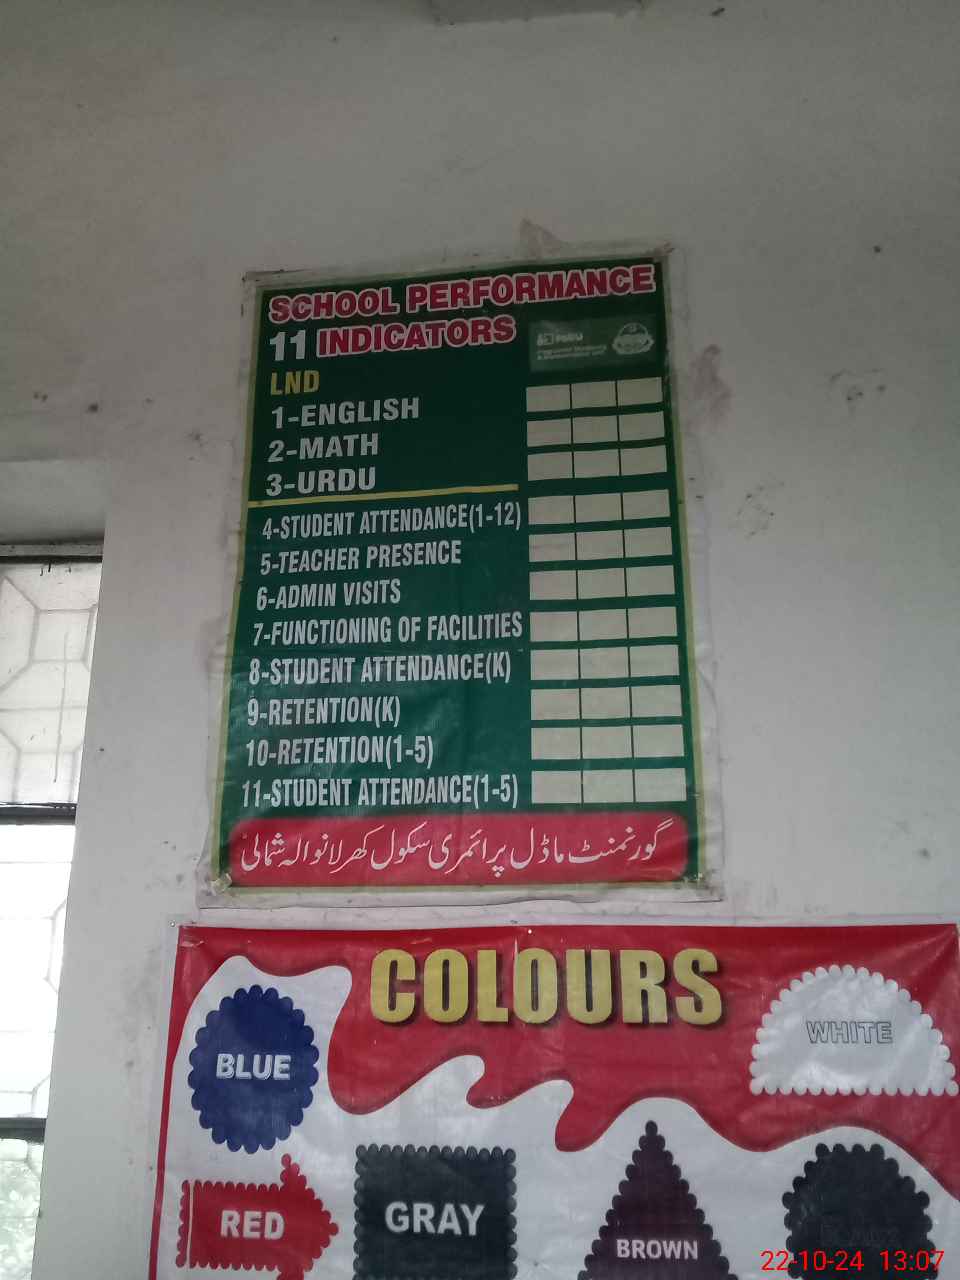 SCHOOL PERFORMANCE
11 INDICATORS
LND
1-ENGLISH
2-MATH
3-URDU
4-STUDENT ATTENDANCE(1-12)
5-TEACHER PRESENCE
6-ADMIN VISITS
7-FUNCTIONING OF FACILITIES
8-STUDENT ATTENDANCE(K)
9-RETENTION(K)
10-RETENTION(1-5)
11-STUDENT ATTENDANCE(1-5)
گورنمنٹ ماڈل پرائمری سکول کھرلانوالہ شمالی
COLOURS
BLUE
WHITE
RED
GRAY
BROWN
BLACK
22-10-24 13:07